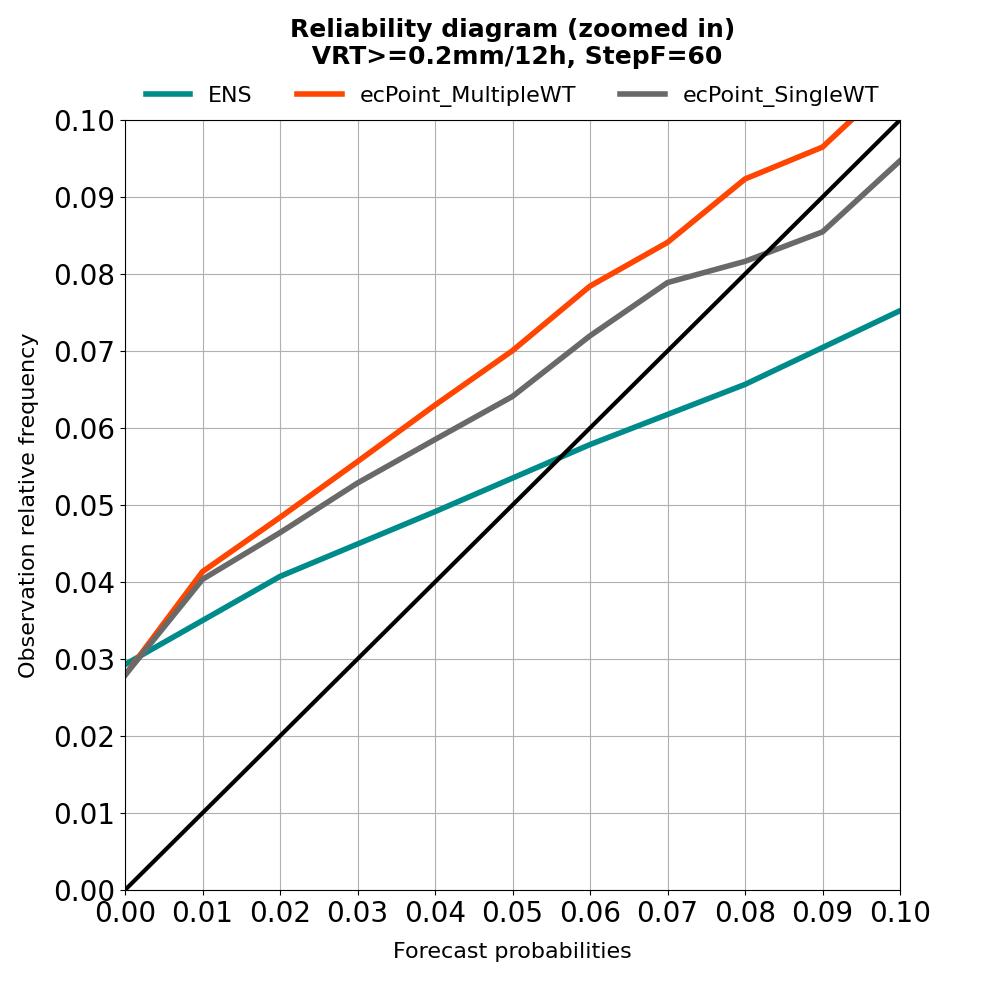 Reliability diagram (zoomed in)
VRT>=0.2mm/12h, StepF=60
ENS ecPoint_MultipleWT ecPoint_SingleWT
0.10
0.09
0.08
0.07
0.06
0.05
0.04
0.03
0.02
0.01
0.00
Observation relative frequency
0.00 0.01 0.02 0.03 0.04 0.05 0.06 0.07 0.08 0.09 0.10
Forecast probabilities